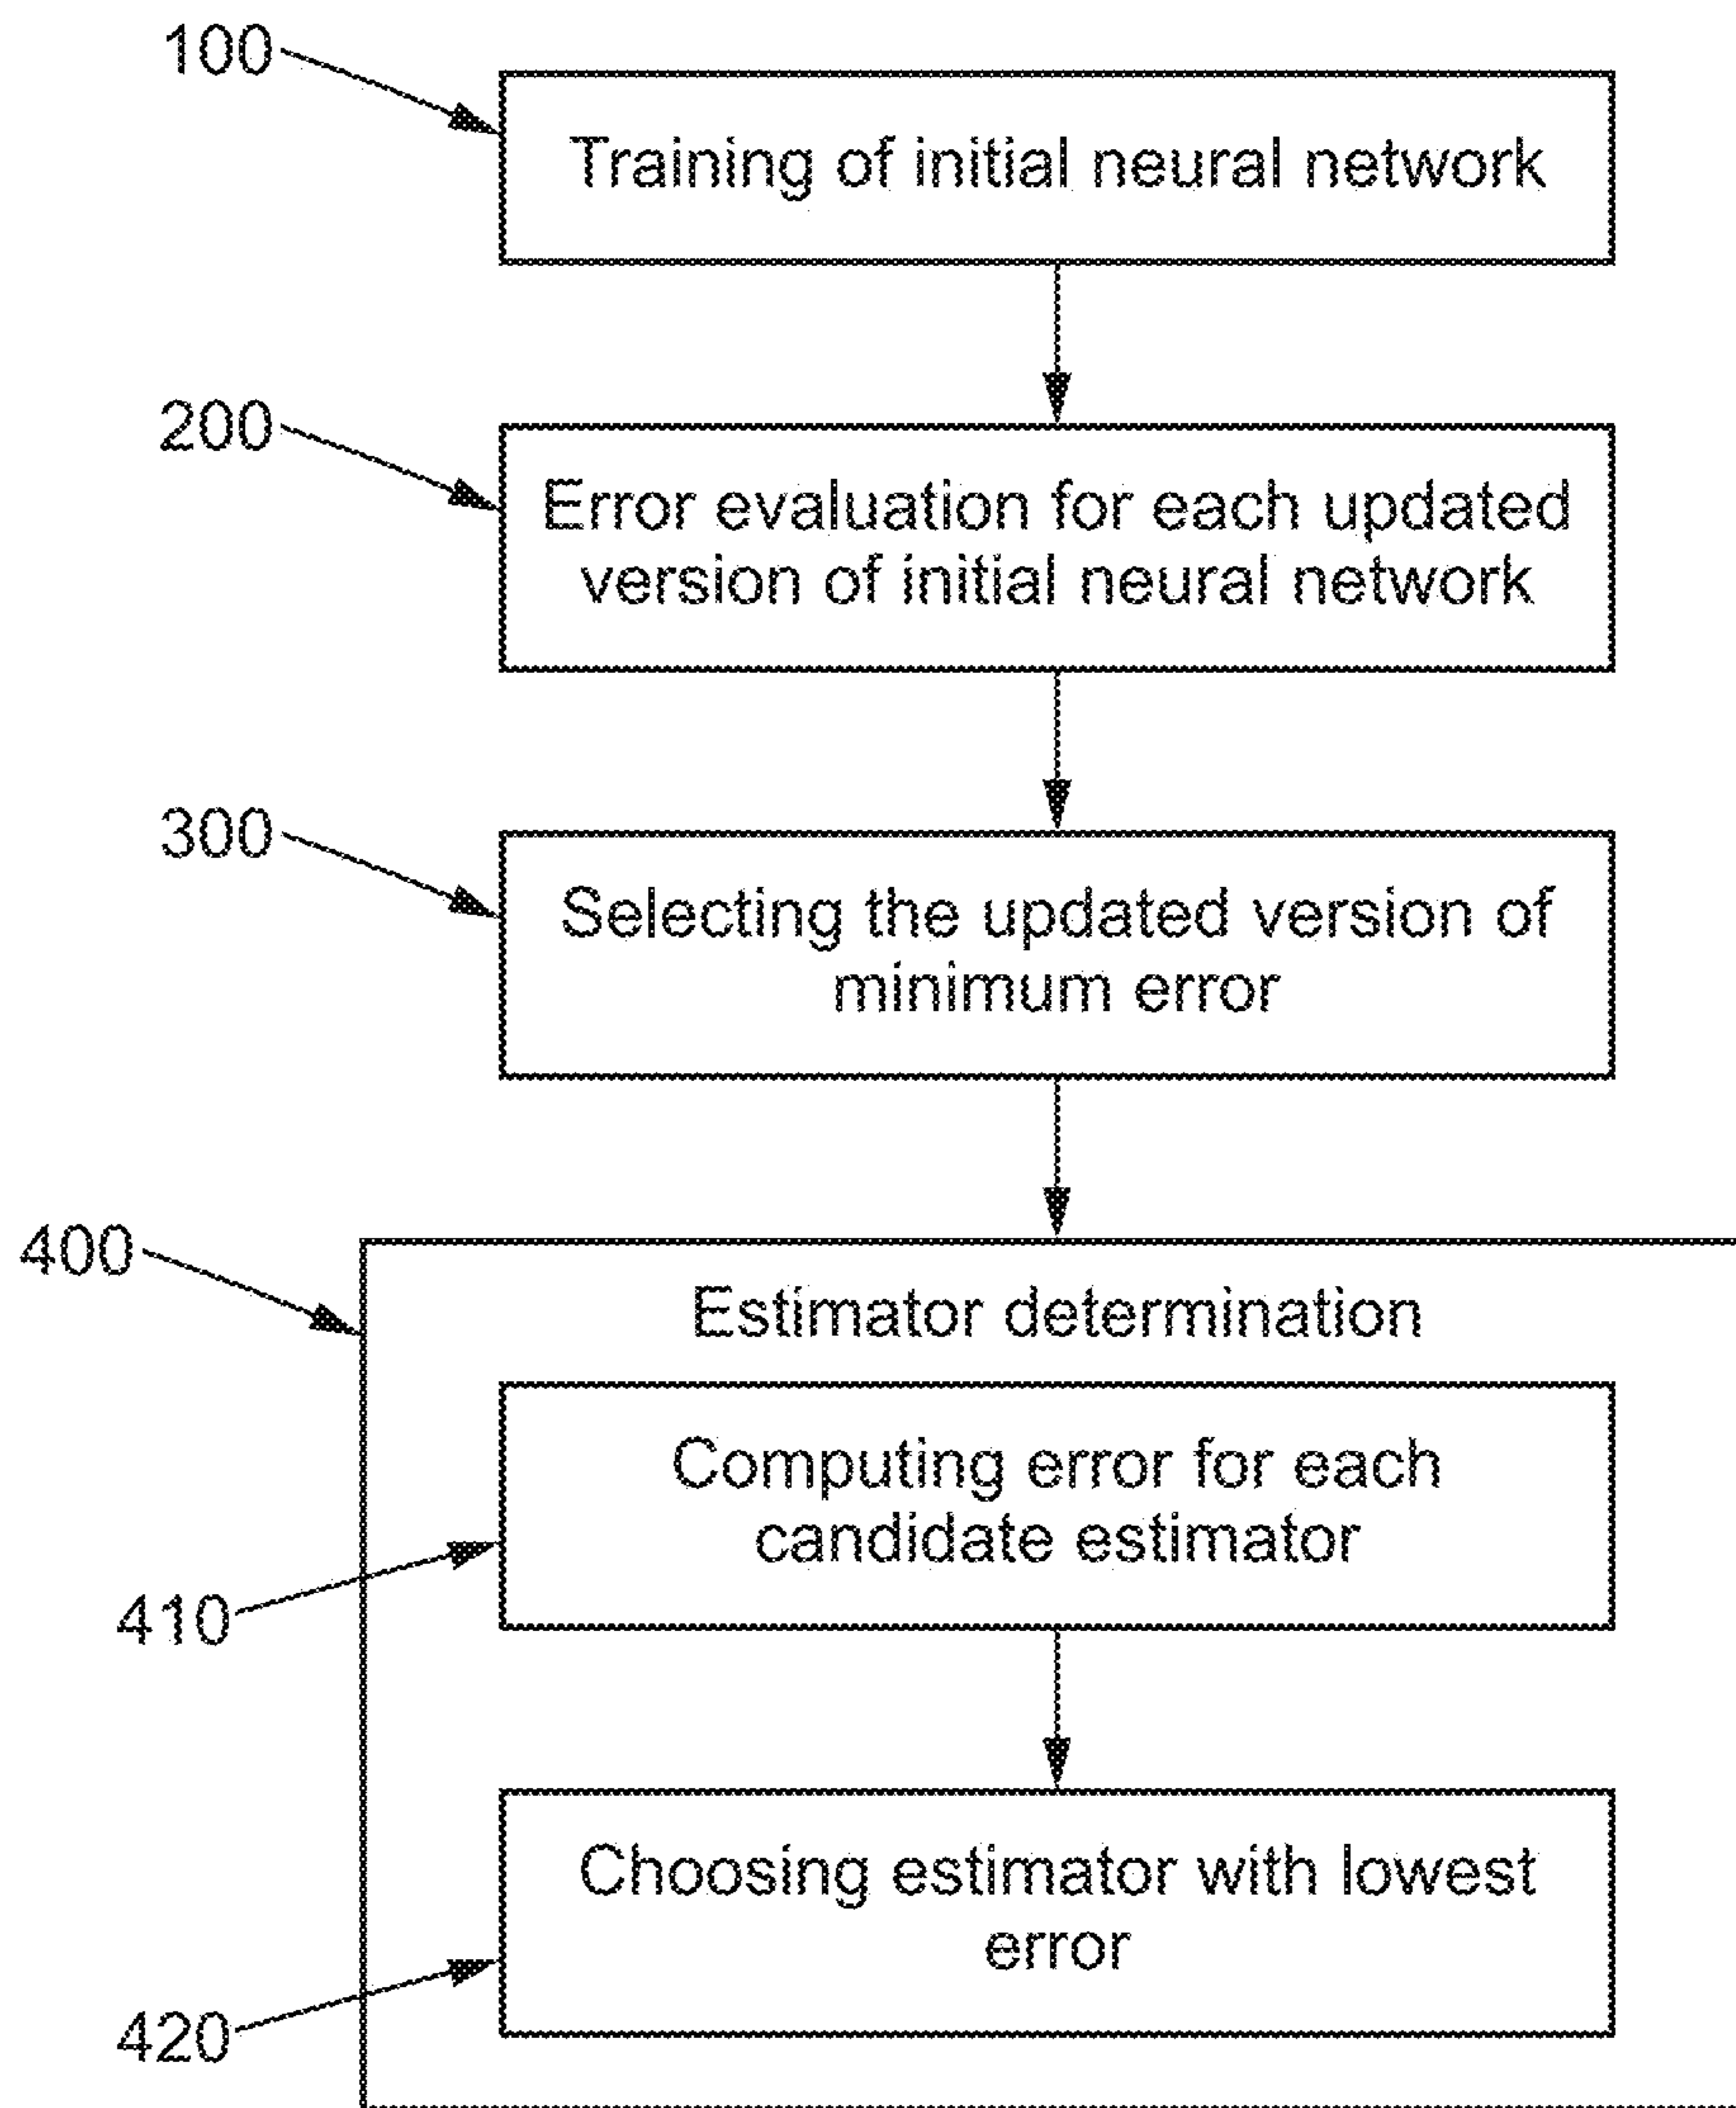 100
Training of initial neural network
200
Error evaluation for each updated
version of initial neural network
300
Selecting the updated version of
minimum error
400
Estimator determination
Computing error for each
candidate estimator
410
Choosing estimator with lowest
error
420